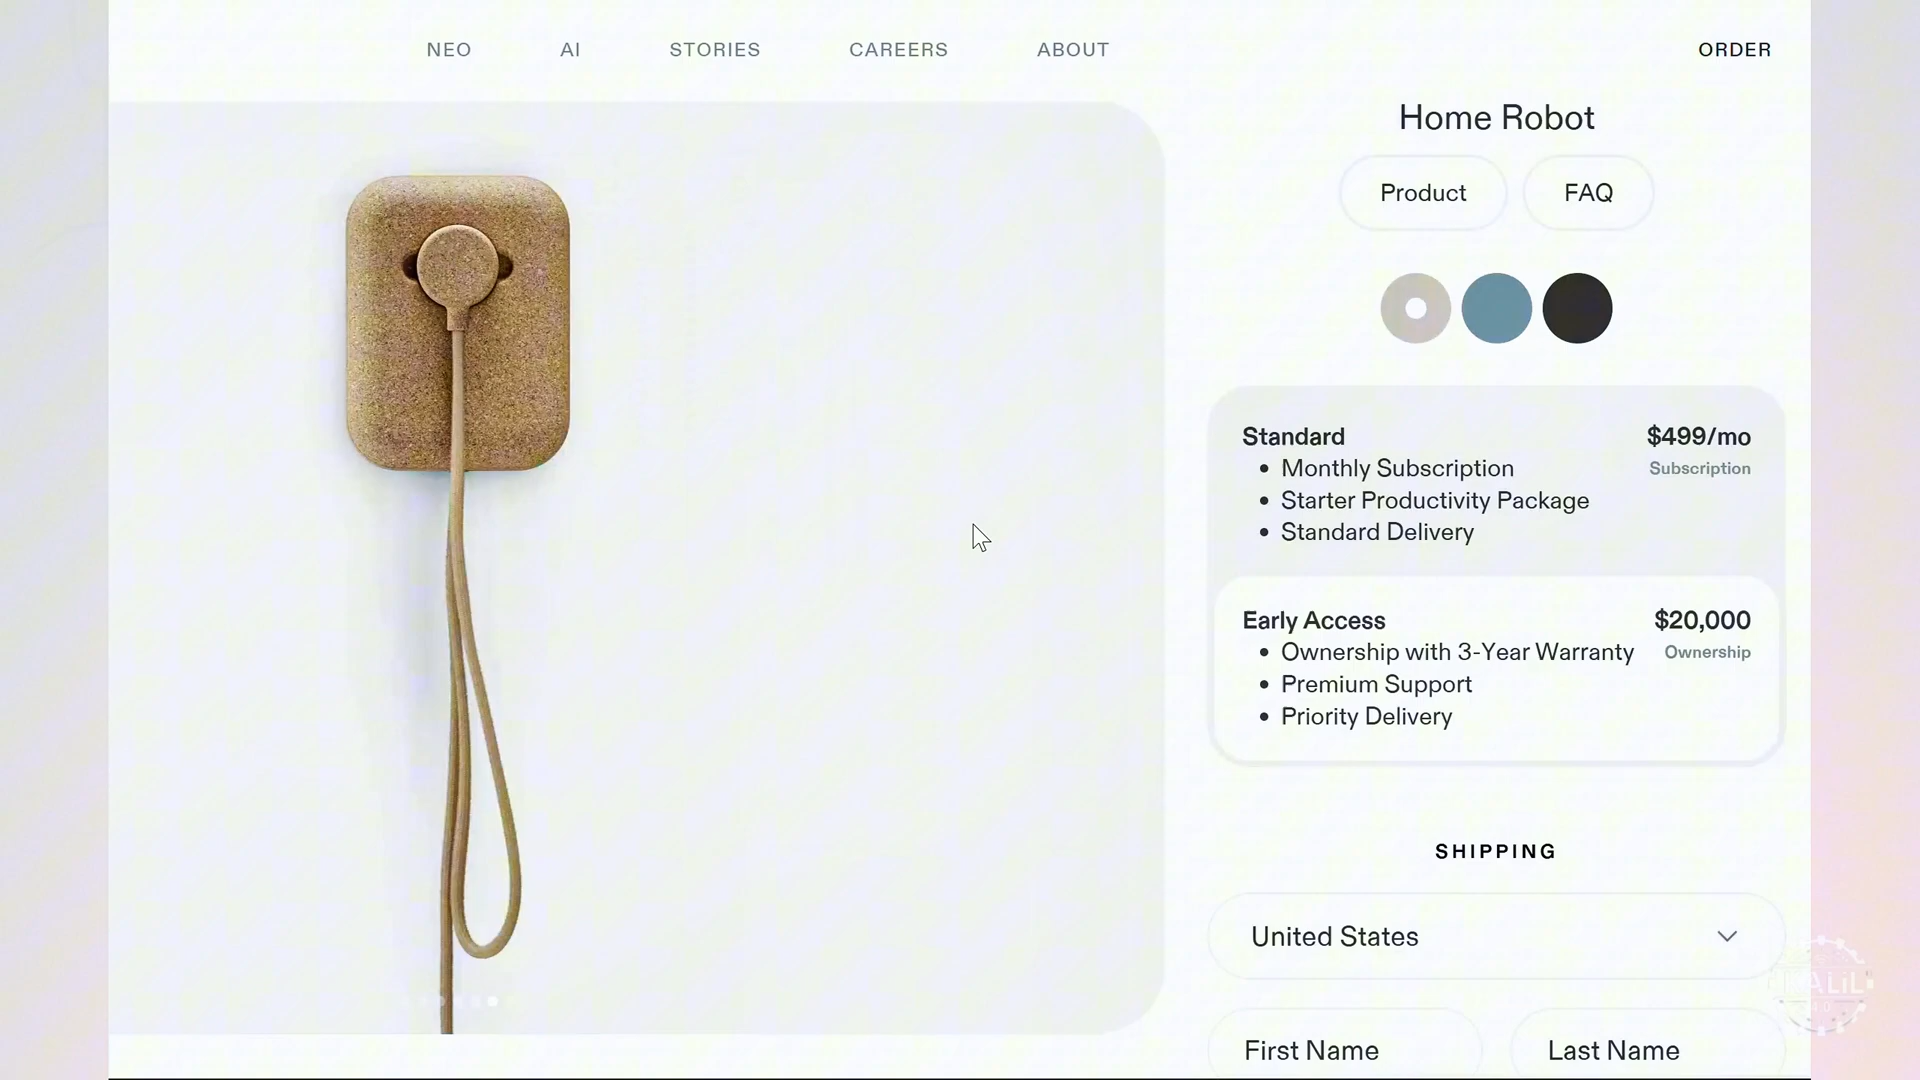 NEO AI STORIES CAREERS ABOUT ORDER
Home Robot
Product FAQ
Standard $499/mo
• Monthly Subscription Subscription
• Starter Productivity Package
• Standard Delivery
Early Access $20,000
• Ownership with 3-Year Warranty Ownership
• Premium Support
• Priority Delivery
SHIPPING
United States
First Name Last Name